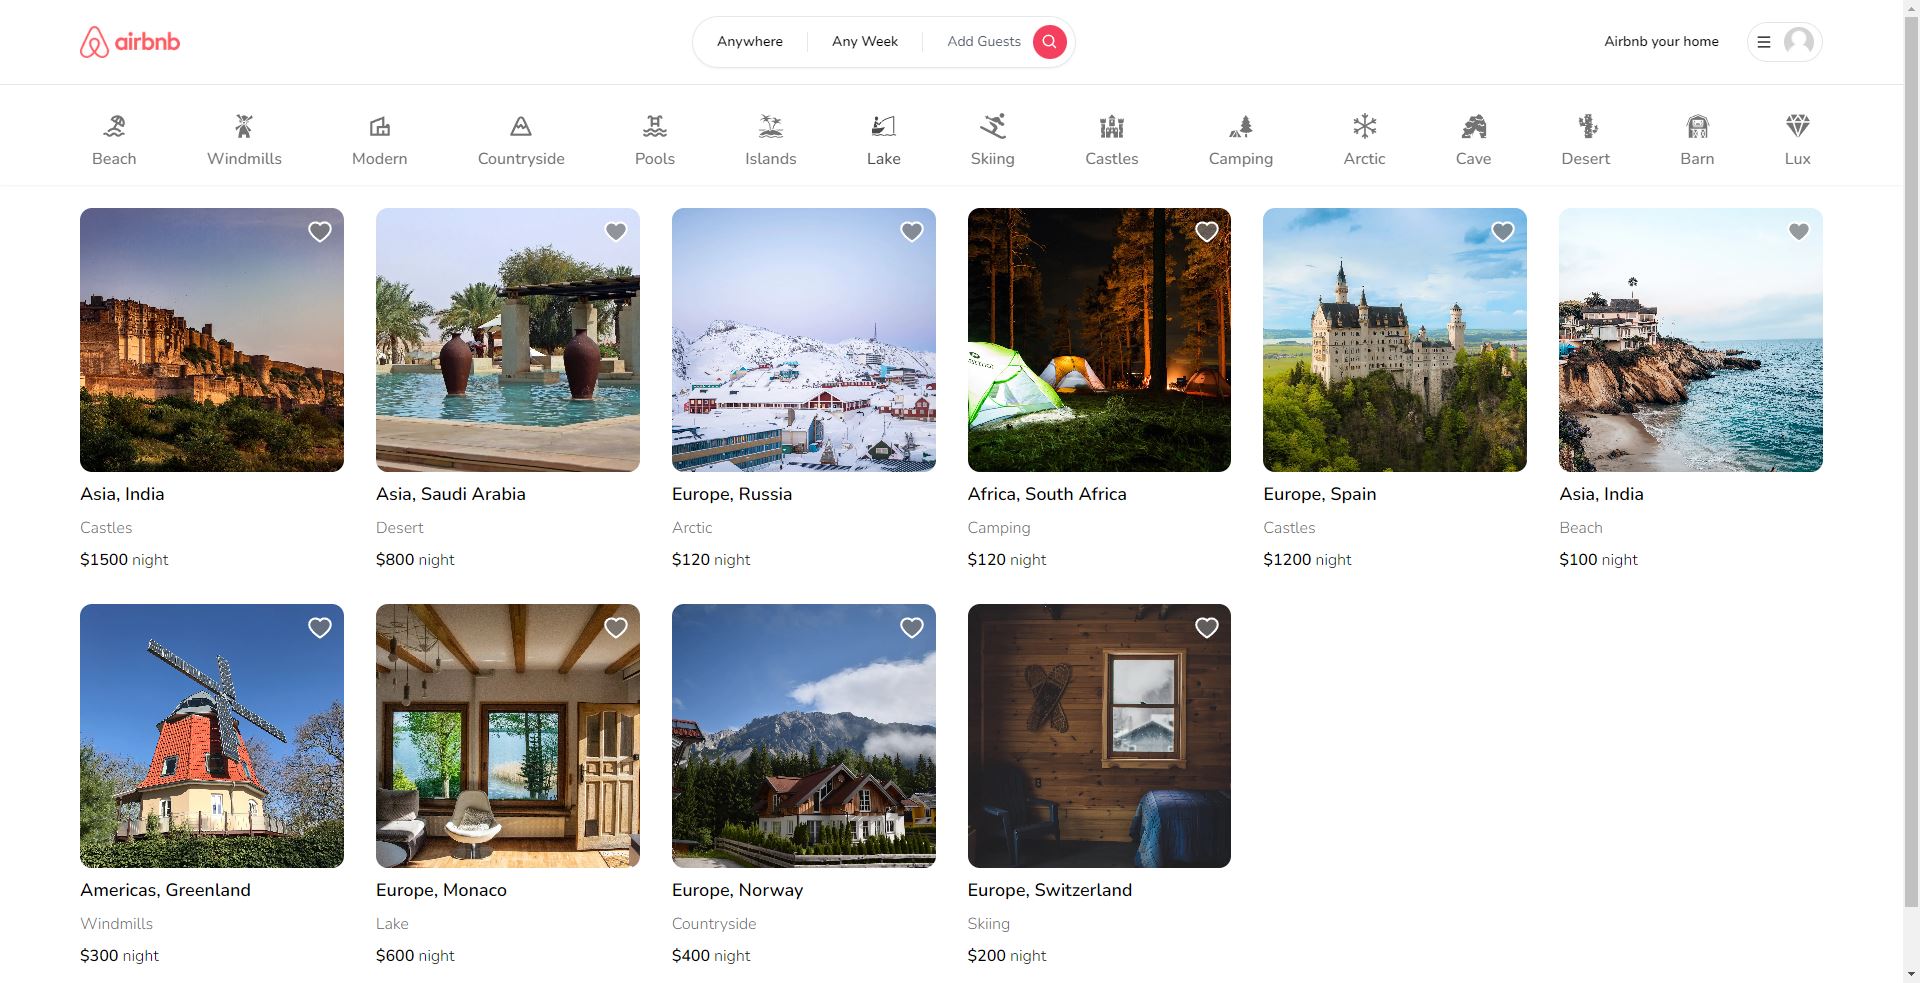 airbnb
Anywhere
Any Week
Add Guests
Airbnb your home
Beach
Windmills
Modern
Countryside
Pools
Islands
Lake
Skiing
Castles
Camping
Arctic
Cave
Desert
Barn
Lux
Asia, India
Castles
$1500 night
Asia, Saudi Arabia
Desert
$800 night
Europe, Russia
Arctic
$120 night
Africa, South Africa
Camping
$120 night
Europe, Spain
Castles
$1200 night
Asia, India
Beach
$100 night
Americas, Greenland
Windmills
$300 night
Europe, Monaco
Lake
$600 night
Europe, Norway
Countryside
$400 night
Europe, Switzerland
Skiing
$200 night